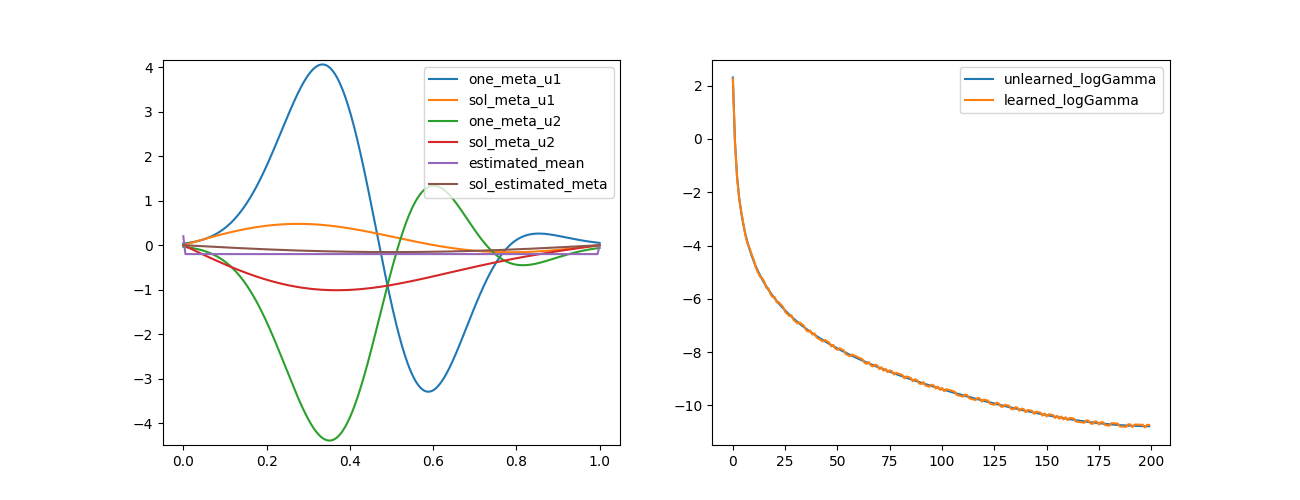 4
3
2
1
0
−1
−2
−3
−4
0.0 0.2 0.4 0.6 0.8 1.0
one_meta_u1
sol_meta_u1
one_meta_u2
sol_meta_u2
estimated_mean
sol_estimated_meta
2
0
−2
−4
−6
−8
−10
0 25 50 75 100 125 150 175 200
unlearned_logGamma
learned_logGamma